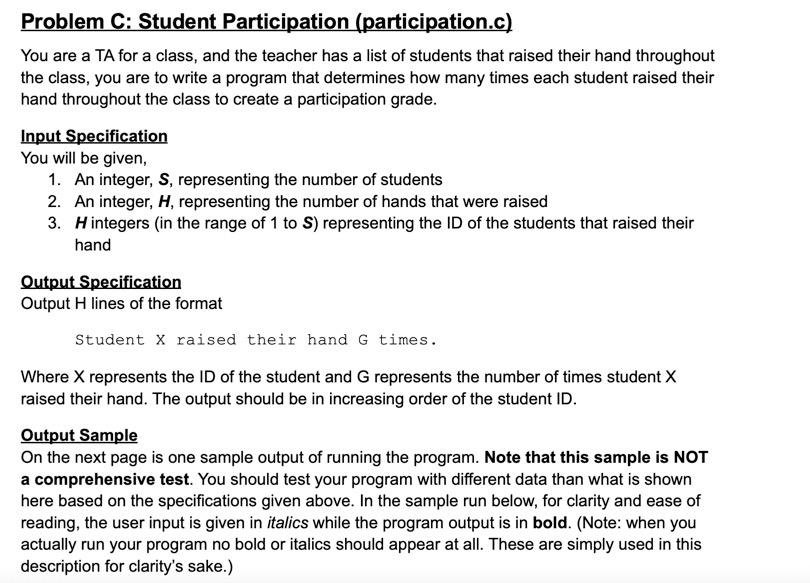 Problem C: Student Participation (participation.c)
You are a TA for a class, and the teacher has a list of students that raised their hand throughout
the class, you are to write a program that determines how many times each student raised their
hand throughout the class to create a participation grade.
Input Specification
You will be given,
1. An integer, S, representing the number of students
2. An integer, H, representing the number of hands that were raised
3. H integers (in the range of 1 to S) representing the ID of the students that raised their
hand
Output Specification
Output H lines of the format
Student X raised their hand G times.
Where X represents the ID of the student and G represents the number of times student X
raised their hand. The output should be in increasing order of the student ID.
Output Sample
On the next page is one sample output of running the program. Note that this sample is NOT
a comprehensive test. You should test your program with different data than what is shown
here based on the specifications given above. In the sample run below, for clarity and ease of
reading, the user input is given in italics while the program output is in bold. (Note: when you
actually run your program no bold or italics should appear at all. These are simply used in this
description for clarity's sake.)